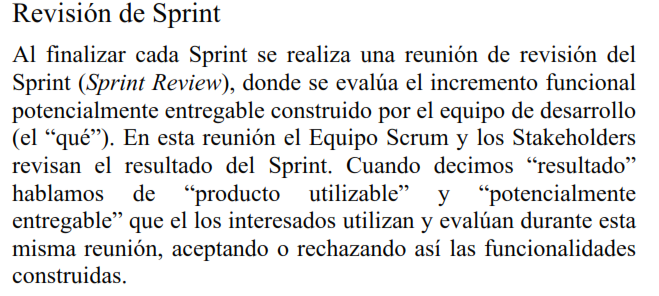 Revisión de Sprint
Al finalizar cada Sprint se realiza una reunión de revisión del
Sprint (Sprint Review), donde se evalúa el incremento funcional
potencialmente entregable construido por el equipo de desarrollo
(el “qué”). En esta reunión el Equipo Scrum y los Stakeholders
revisan el resultado del Sprint. Cuando decimos “resultado”
hablamos de “producto utilizable” y “potencialmente
entregable” que el los interesados utilizan y evalúan durante esta
misma reunión, aceptando o rechazando así las funcionalidades
construidas.